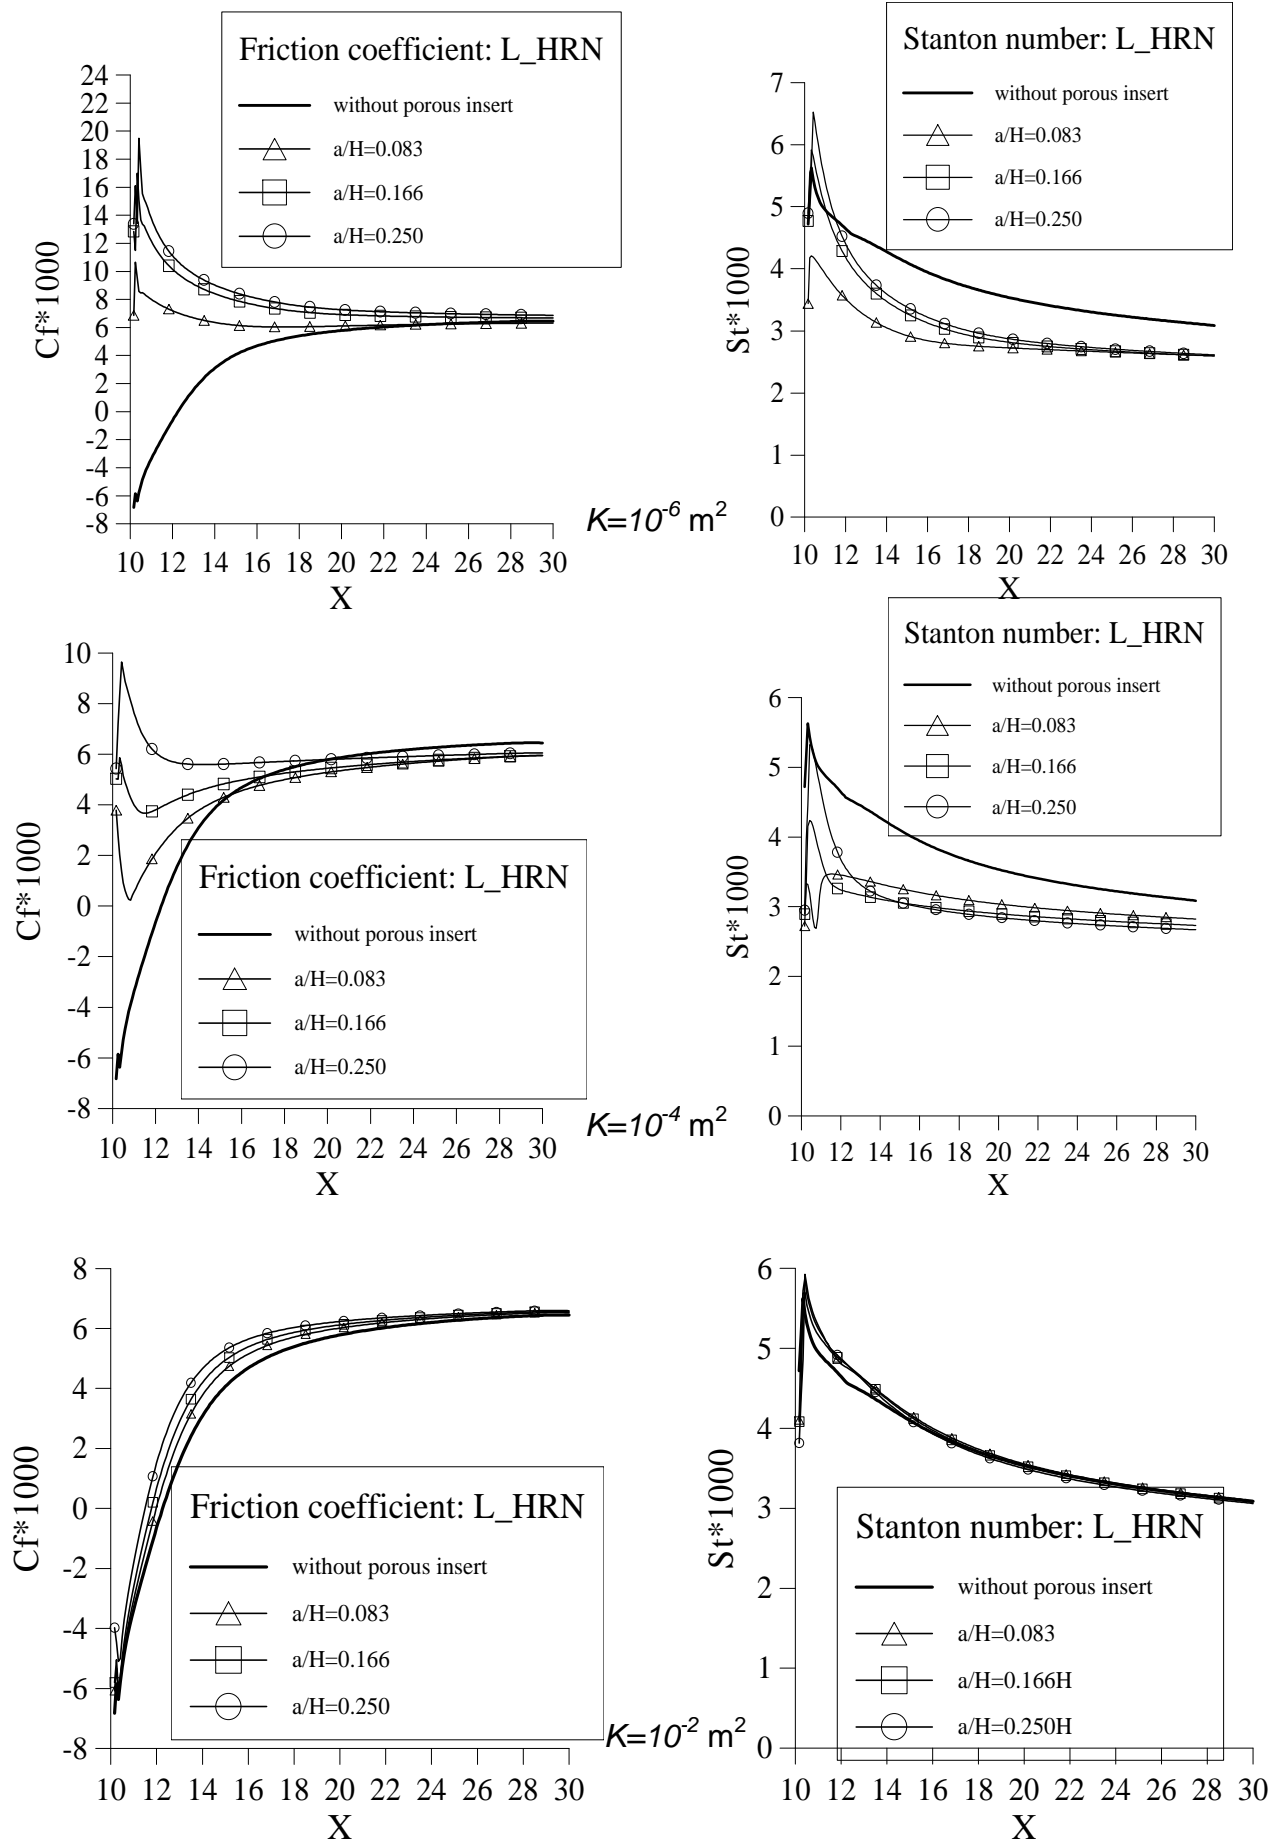 Friction coefficient: L_HRN
without porous insert
a/H=0.083
a/H=0.166
a/H=0.250
24
22
20
18
16
14
12
10
8
6
4
2
0
-2
-4
-6
-8
Cf*1000
10 12 14 16 18 20 22 24 26 28 30
X
Stanton number: L_HRN
without porous insert
a/H=0.083
a/H=0.166
a/H=0.250
7
6
5
4
3
2
1
0
St*1000
10 12 14 16 18 20 22 24 26 28 30
X
K=10-6 m2
10
8
6
4
2
0
-2
-4
-6
-8
Cf*1000
Friction coefficient: L_HRN
without porous insert
a/H=0.083
a/H=0.166
a/H=0.250
10 12 14 16 18 20 22 24 26 28 30
X
Stanton number: L_HRN
without porous insert
a/H=0.083
a/H=0.166
a/H=0.250
6
5
4
3
2
1
0
St*1000
10 12 14 16 18 20 22 24 26 28 30
X
K=10-4 m2
8
6
4
2
0
-2
-4
-6
-8
Cf*1000
Friction coefficient: L_HRN
without porous insert
a/H=0.083
a/H=0.166
a/H=0.250
10 12 14 16 18 20 22 24 26 28 30
X
6
5
4
3
2
1
0
St*1000
Stanton number: L_HRN
without porous insert
a/H=0.083
a/H=0.166H
a/H=0.250H
10 12 14 16 18 20 22 24 26 28 30
X
K=10-2 m2